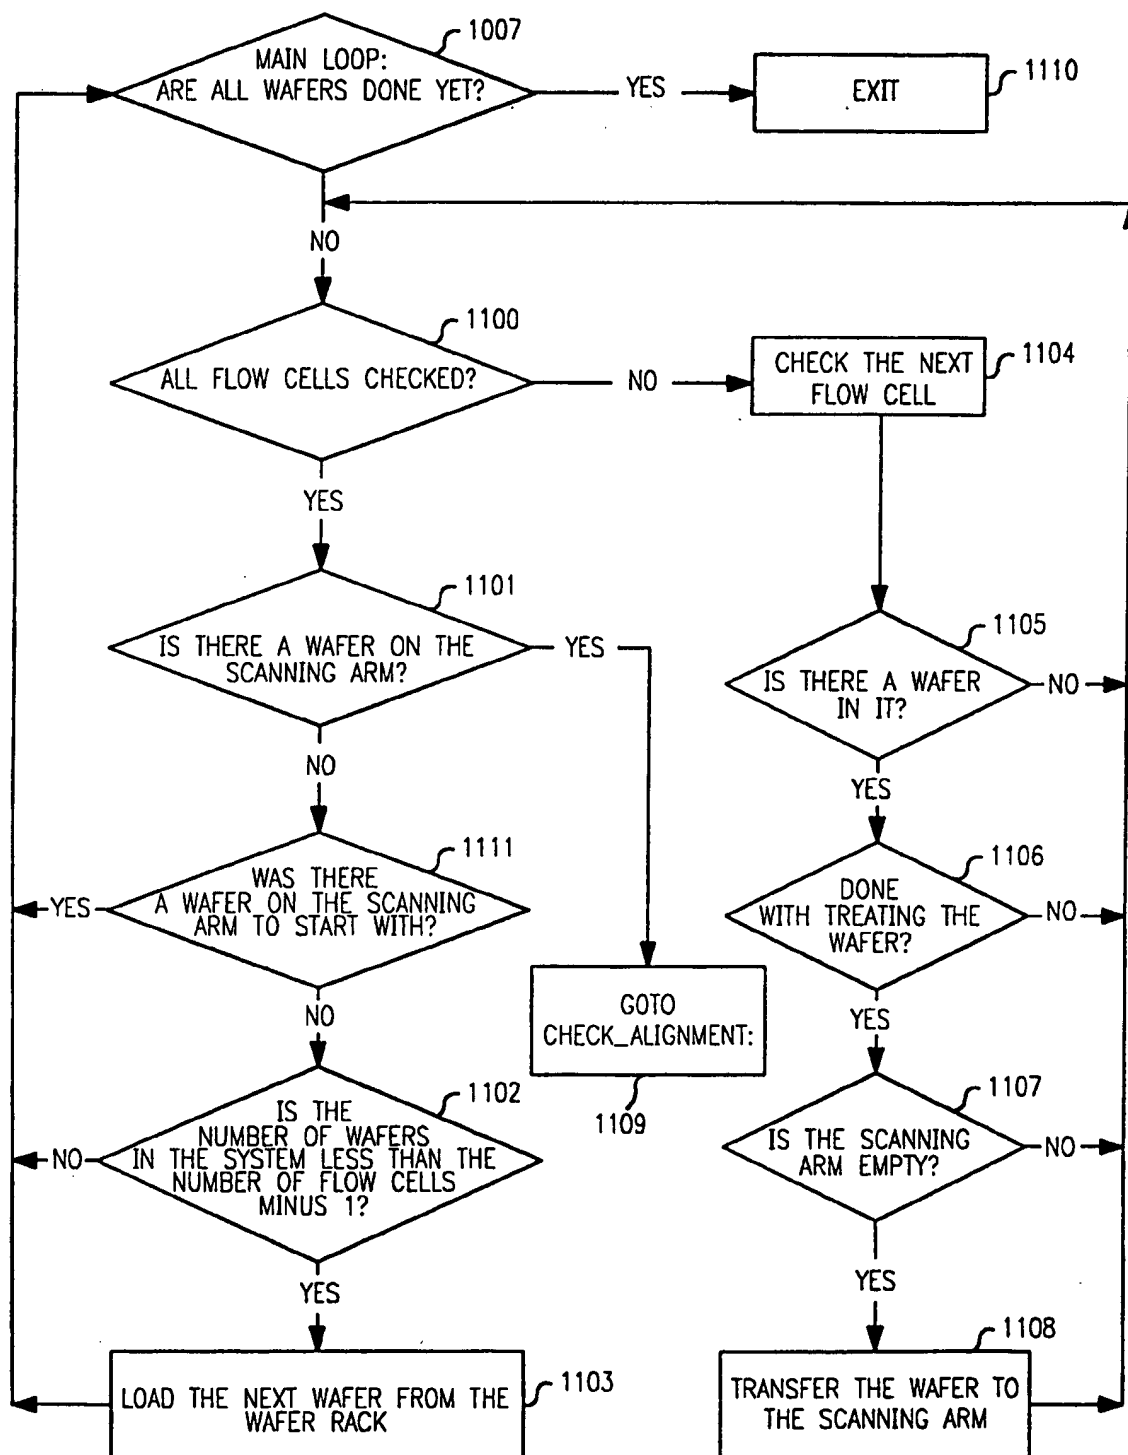 1007
MAIN LOOP:
ARE ALL WAFERS DONE YET?
YES
EXIT
1110
NO
1100
ALL FLOW CELLS CHECKED?
NO
CHECK THE NEXT
FLOW CELL
1104
YES
1101
IS THERE A WAFER ON THE
SCANNING ARM?
YES
1105
IS THERE A WAFER
IN IT?
NO
NO
YES
1111
WAS THERE
A WAFER ON THE SCANNING
ARM TO START WITH?
YES
1106
DONE
WITH TREATING THE
WAFER?
NO
NO
GOTO
CHECK_ALIGNMENT:
1109
YES
1102
IS THE
NUMBER OF WAFERS
IN THE SYSTEM LESS THAN THE
NUMBER OF FLOW CELLS
MINUS 1?
NO
1107
IS THE SCANNING
ARM EMPTY?
NO
YES
YES
1103
LOAD THE NEXT WAFER FROM THE
WAFER RACK
1108
TRANSFER THE WAFER TO
THE SCANNING ARM